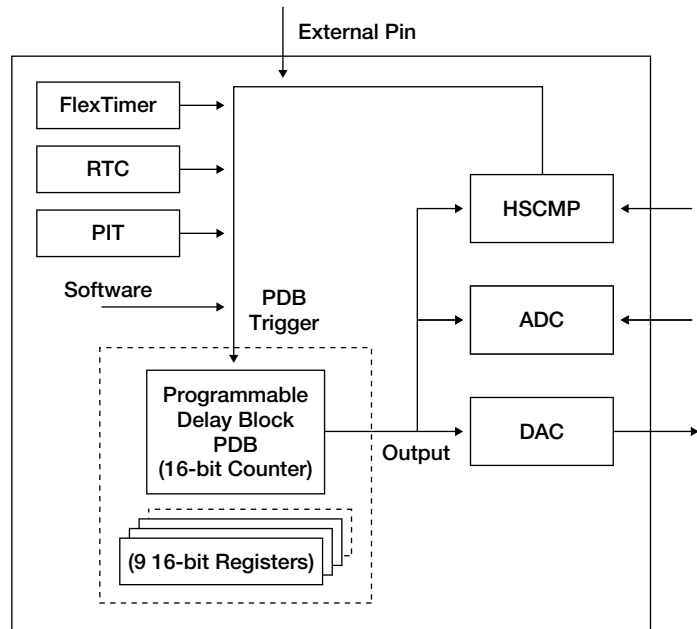 External Pin
FlexTimer
RTC
PIT
HSCMP
Software
PDB
Trigger
ADC
Programmable
Delay Block
PDB
(16-bit Counter)
Output
DAC
(9 16-bit Registers)